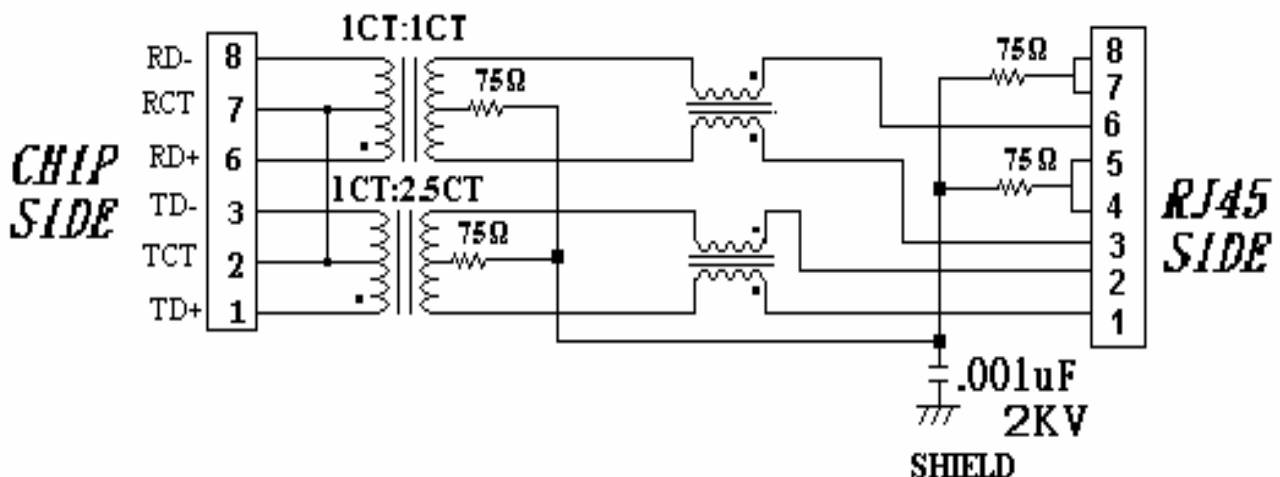 1CT:1CT
RD-
8
75Ω
75Ω
8
RCT
7
7
6
RD+
6
75Ω
5
CHIP
SIDE
1CT:2.5CT
TD-
3
4
RJ45
SIDE
75Ω
3
TCT
2
2
TD+
1
1
.001uF
2KV
SHIELD